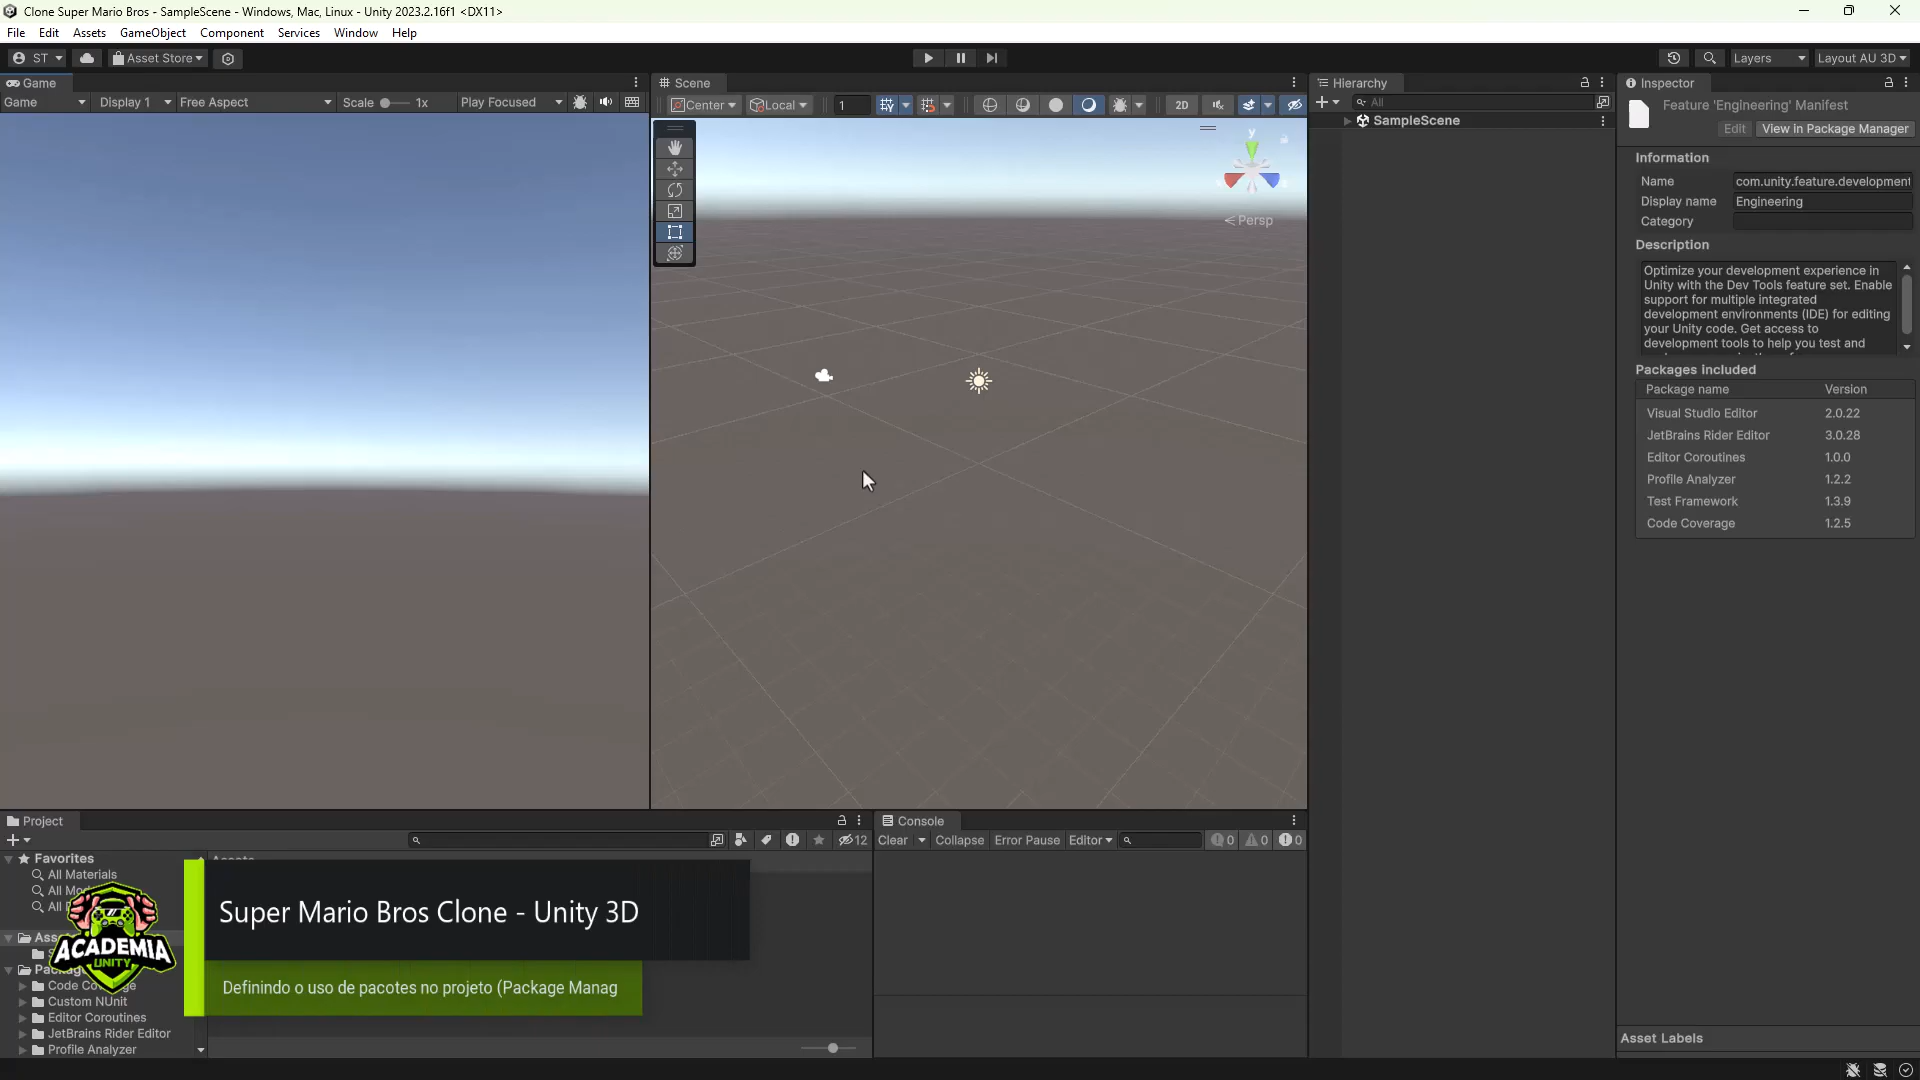 Clone Super Mario Bros - SampleScene - Windows, Mac, Linux - Unity 2023.2.16f1 <DX11>
File Edit Assets GameObject Component Services Window Help
ST Asset Store Layers Layout AU 3D
Game
Game Display 1 Free Aspect Scale 1x Play Focused
Scene
Center Local 1 2D
y
Persp
Hierarchy
All
SampleScene
Inspector
Feature 'Engineering' Manifest
Edit View in Package Manager
Information
Name com.unity.feature.development
Display name Engineering
Category
Description
Optimize your development experience in
Unity with the Dev Tools feature set. Enable
support for multiple integrated
development environments (IDE) for editing
your Unity code. Get access to
development tools to help you test and
Packages included
Package name Version
Visual Studio Editor 2.0.22
JetBrains Rider Editor 3.0.28
Editor Coroutines 1.0.0
Profile Analyzer 1.2.2
Test Framework 1.3.9
Code Coverage 1.2.5
Asset Labels
Project
12
Favorites
All Materials
All
All
Code
Custom NUnit
Editor Coroutines
JetBrains Rider Editor
Profile Analyzer
Console
Clear Collapse Error Pause Editor 0 0 0
ACADEMIA
UNITY
Super Mario Bros Clone - Unity 3D
Definindo o uso de pacotes no projeto (Package Manag